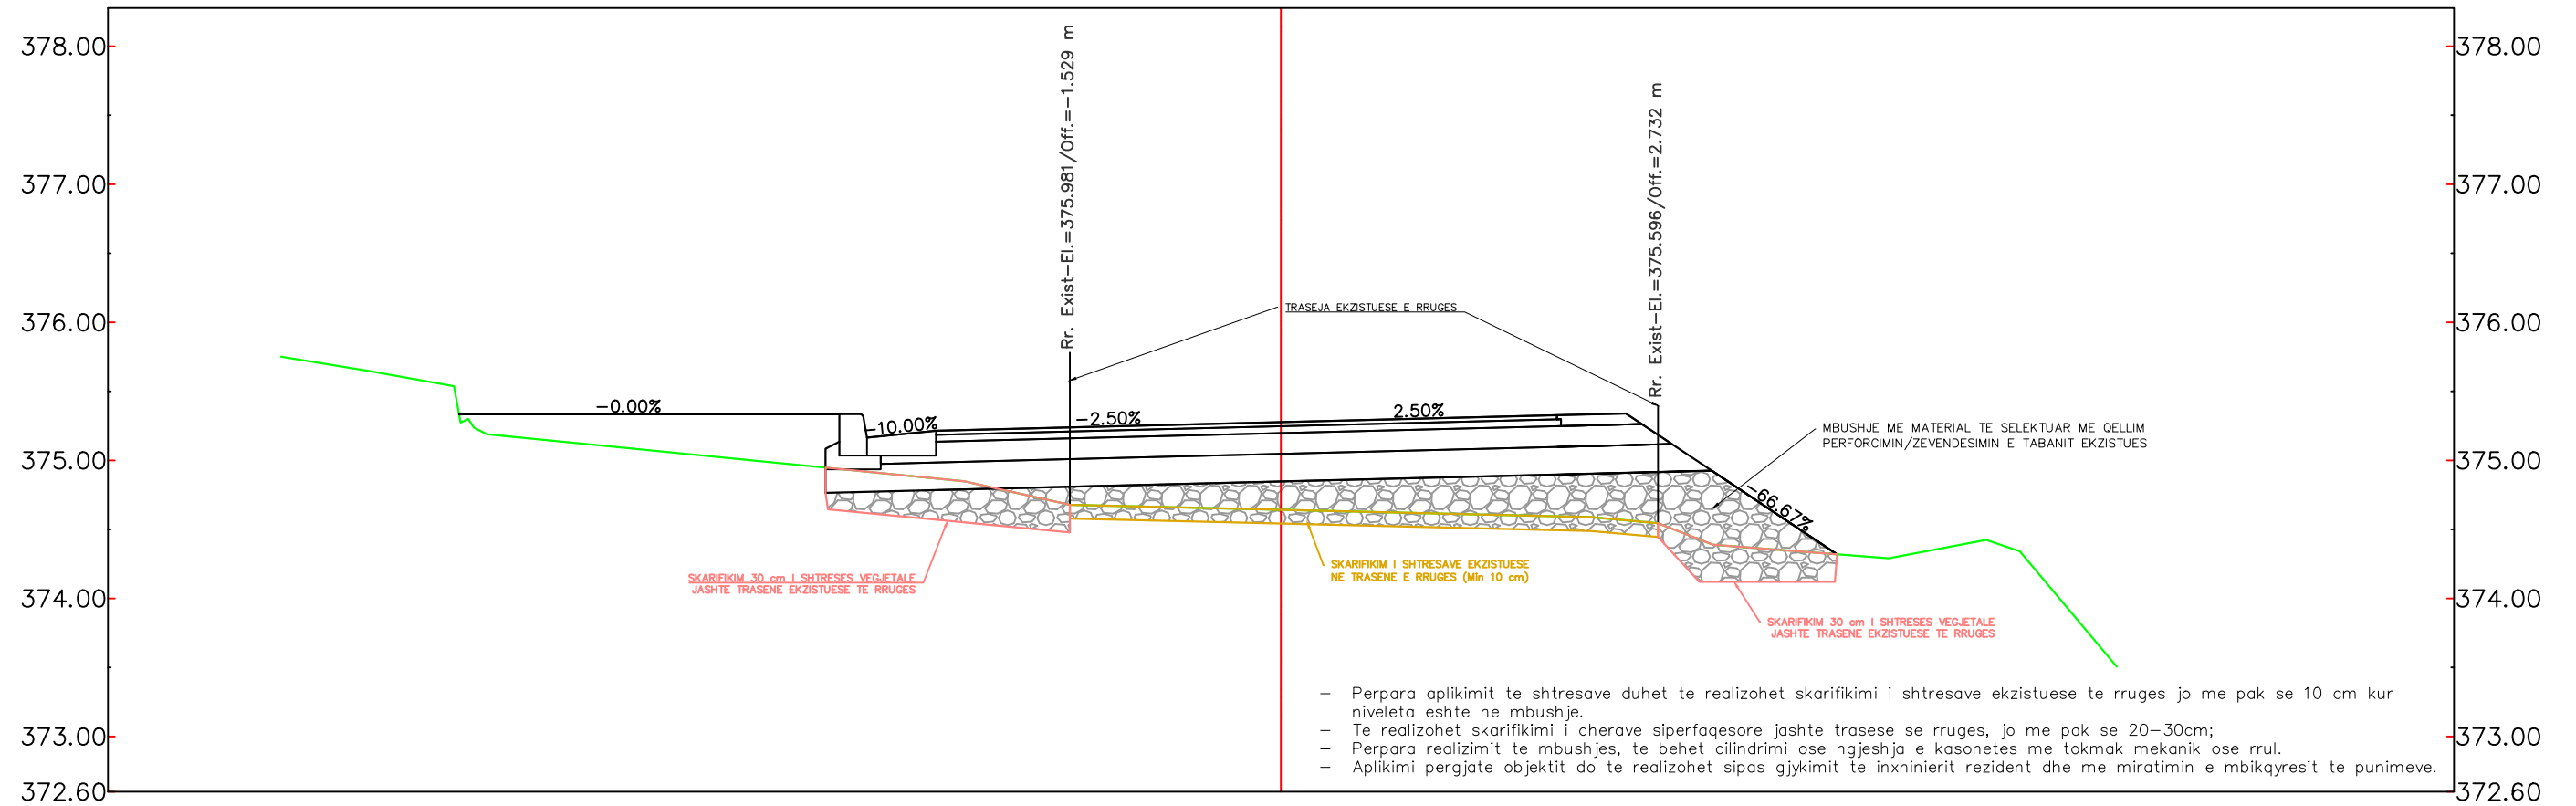 378.00
378.00
377.00
377.00
376.00
376.00
375.00
375.00
374.00
374.00
373.00
373.00
372.60
372.60
Rr. Exist-El.=375.981/Off.=-1.529 m
Rr. Exist-El.=375.596/Off.=2.732 m
TRASEJA EKZISTUESE E RRUGES
-0.00%
-10.00%
-2.50%
2.50%
-66.67%
MBUSHJE ME MATERIAL TE SELEKTUAR ME QELLIM
PERFORCIMIN/ZEVENDESIMIN E TABANIT EKZISTUES
SKARIFIKIM 30 cm I SHTRESES VEGJETALE
JASHTE TRASENE EKZISTUESE TE RRUGES
SKARIFIKIM I SHTRESAVE EKZISTUESE
NE TRASENE E RRUGES (Min 10 cm)
SKARIFIKIM 30 cm I SHTRESES VEGJETALE
JASHTE TRASENE EKZISTUESE TE RRUGES
- Perpara aplikimit te shtresave duhet te realizohet skarifikimi i shtresave ekzistuese te rruges jo me pak se 10 cm kur
niveleta eshte ne mbushje.
- Te realizohet skarifikimi i dherave siperfaqesore jashte trasese se rruges, jo me pak se 20-30cm;
- Perpara realizimit te mbushjes, te behet cilindrimi ose ngjeshja e kasonetes me tokmak mekanik ose rrul.
- Aplikimi pergjate objektit do te realizohet sipas gjykimit te inxhinierit rezident dhe me miratimin e mbikqyresit te punimeve.